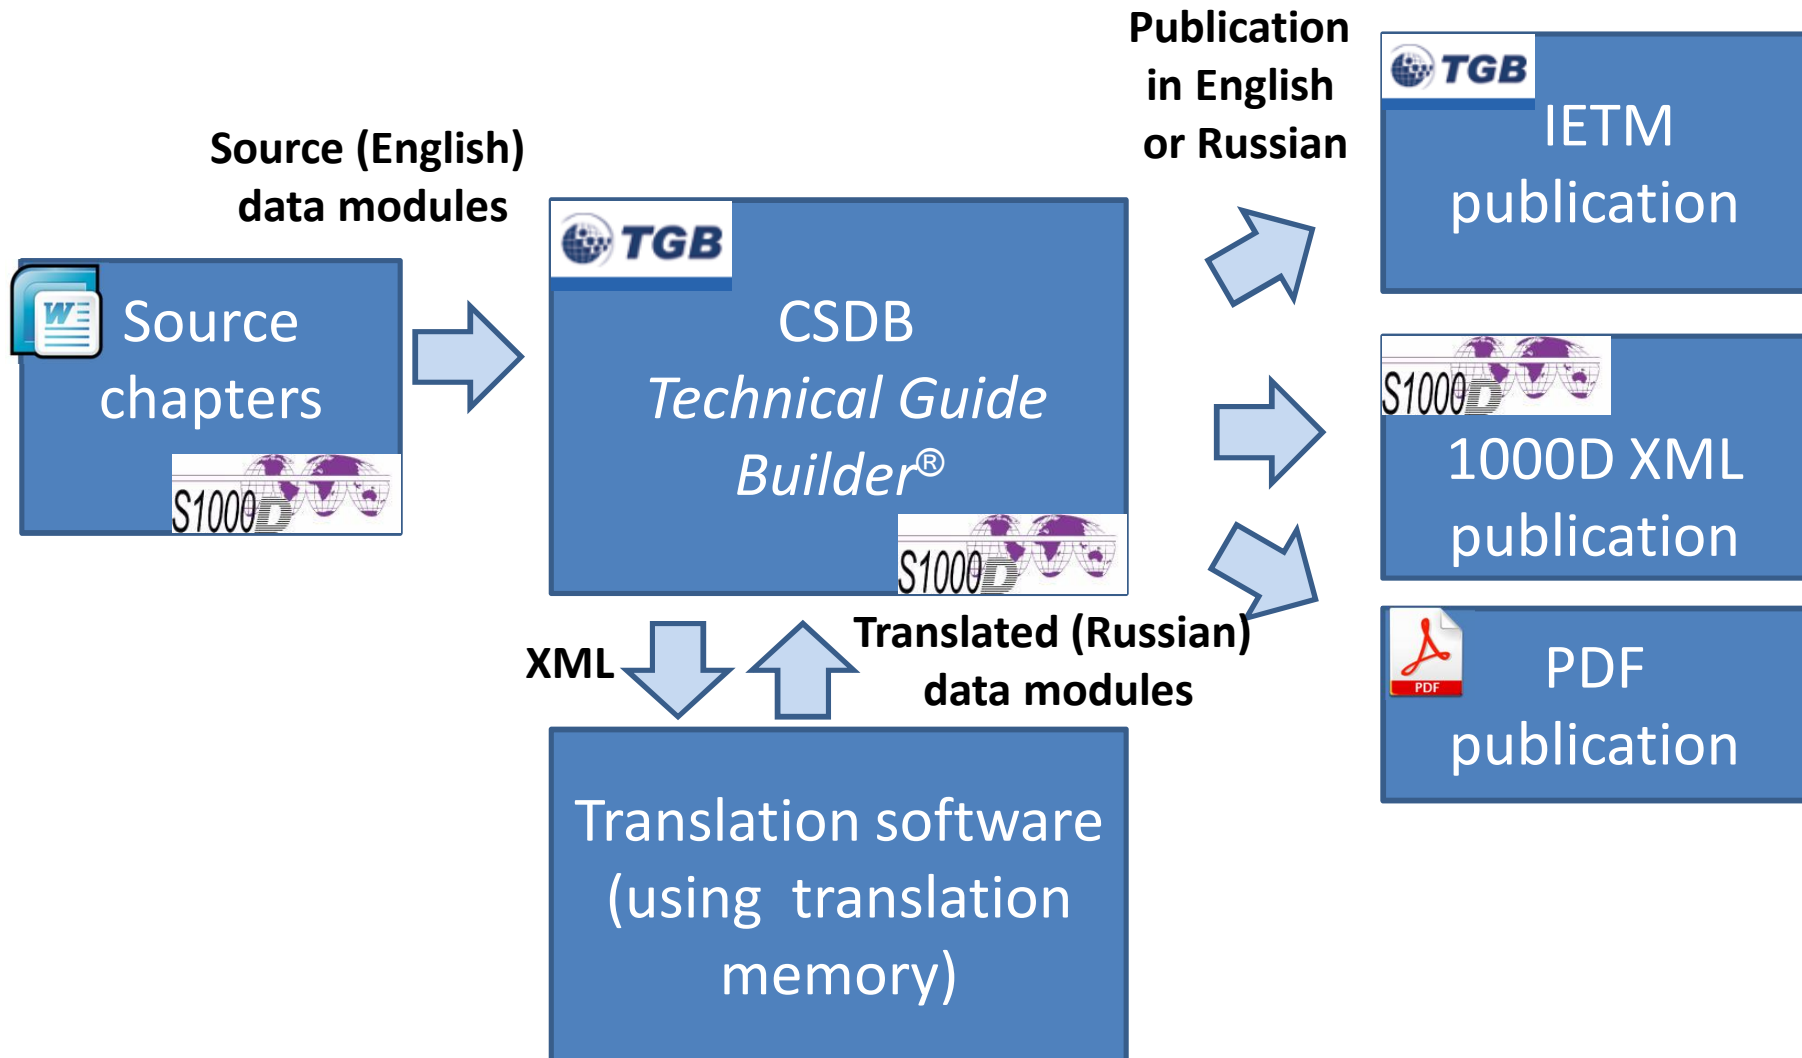 Publication
in English
or Russian
TGB
IETM
publication
Source (English)
data modules
TGB
W
Source
chapters
S1000D
CSDB
Technical Guide
Builder®
S1000D
S1000D
1000D XML
publication
XML
Translated (Russian)
data modules
PDF
PDF
publication
Translation software
(using translation
memory)